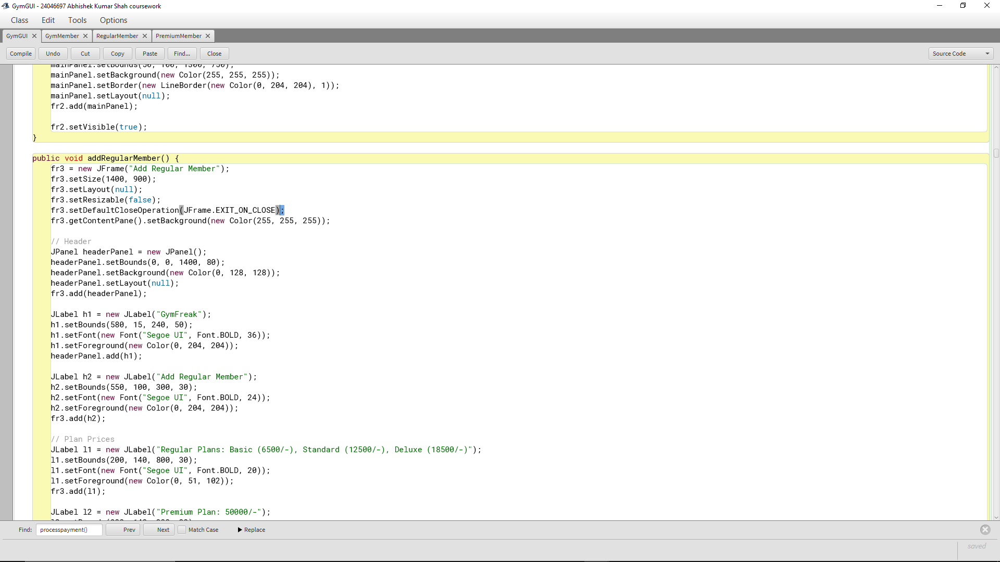 GymGUI - 24046697 Abhishek Kumar Shah coursework
Class Edit Tools Options
GymGUI GymMember RegularMember PremiumMember
Compile Undo Cut Copy Paste Find... Close Source Code
mainPanel.setBounds(50, 100, 1300, 750);
mainPanel.setBackground(new Color(255, 255, 255));
mainPanel.setBorder(new LineBorder(new Color(0, 204, 204), 1));
mainPanel.setLayout(null);
fr2.add(mainPanel);
fr2.setVisible(true);
}
public void addRegularMember() {
fr3 = new JFrame("Add Regular Member");
fr3.setSize(1400, 900);
fr3.setLayout(null);
fr3.setResizable(false);
fr3.setDefaultCloseOperation(JFrame.EXIT_ON_CLOSE);
fr3.getContentPane().setBackground(new Color(255, 255, 255));
// Header
JPanel headerPanel = new JPanel();
headerPanel.setBounds(0, 0, 1400, 80);
headerPanel.setBackground(new Color(0, 128, 128));
headerPanel.setLayout(null);
fr3.add(headerPanel);
JLabel h1 = new JLabel("GymFreak");
h1.setBounds(580, 15, 240, 50);
h1.setFont(new Font("Segoe UI", Font.BOLD, 36));
h1.setForeground(new Color(0, 204, 204));
headerPanel.add(h1);
JLabel h2 = new JLabel("Add Regular Member");
h2.setBounds(550, 100, 300, 30);
h2.setFont(new Font("Segoe UI", Font.BOLD, 24));
h2.setForeground(new Color(0, 204, 204));
fr3.add(h2);
// Plan Prices
JLabel l1 = new JLabel("Regular Plans: Basic (6500/-), Standard (12500/-), Deluxe (18500/-)");
l1.setBounds(200, 140, 800, 30);
l1.setFont(new Font("Segoe UI", Font.BOLD, 20));
l1.setForeground(new Color(0, 51, 102));
fr3.add(l1);
JLabel l2 = new JLabel("Premium Plan: 50000/-");
Find: processpayment() Prev Next Match Case Replace
saved